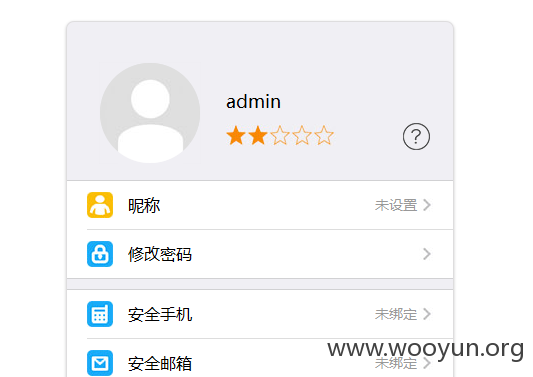 admin
?
昵称 未设置
修改密码
安全手机 未绑定
安全邮箱 未绑定
www.wooyun.org